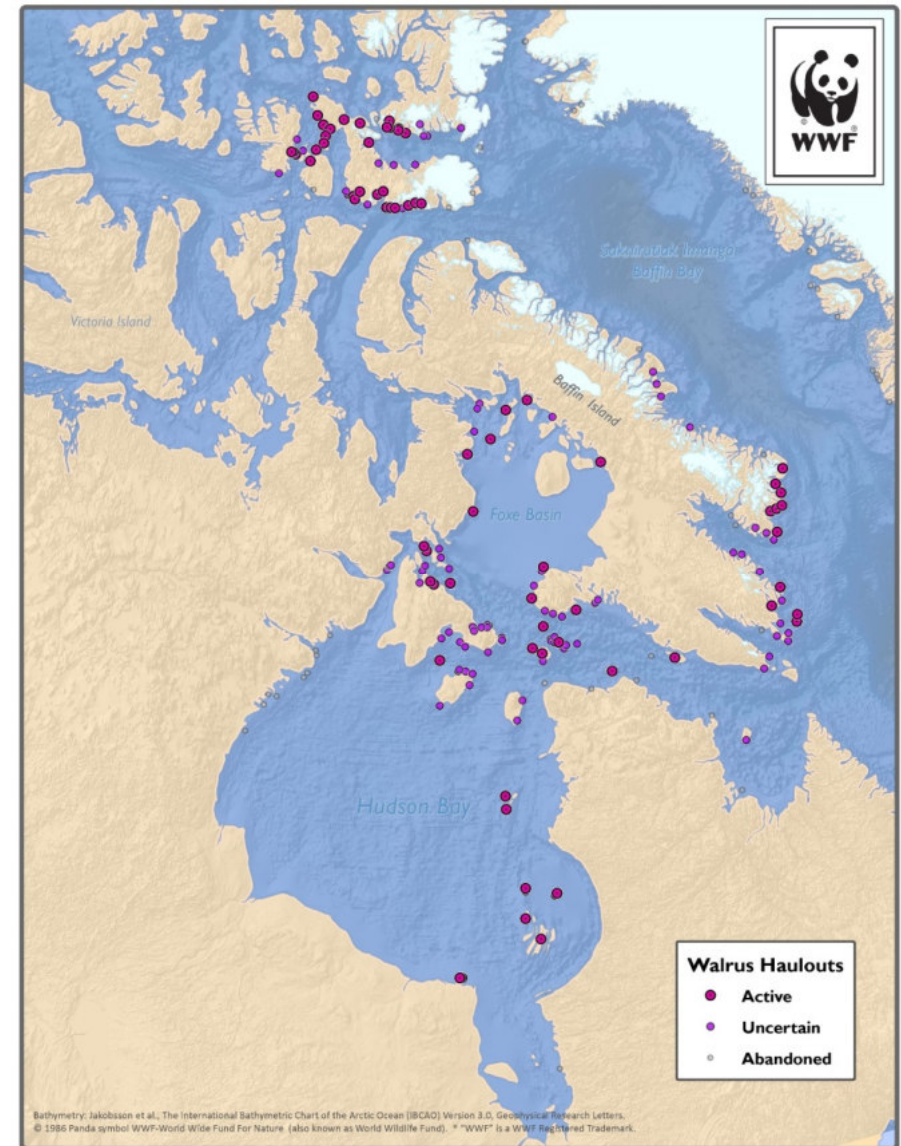 WWF
Saknirutiak Imanga
Baffin Bay
Victoria Island
Baffin Island
Foxe Basin
Hudson Bay
Walrus Haulouts
Active
Uncertain
Abandoned
Bathymetry: Jakobsson et al., The International Bathymetric Chart of the Arctic Ocean (IBCAO) Version 3.0, Geophysical Research Letters.
© 1986 Panda symbol WWF-World Wide Fund For Nature (also known as World Wildlife Fund). ® "WWF" is a WWF Registered Trademark.